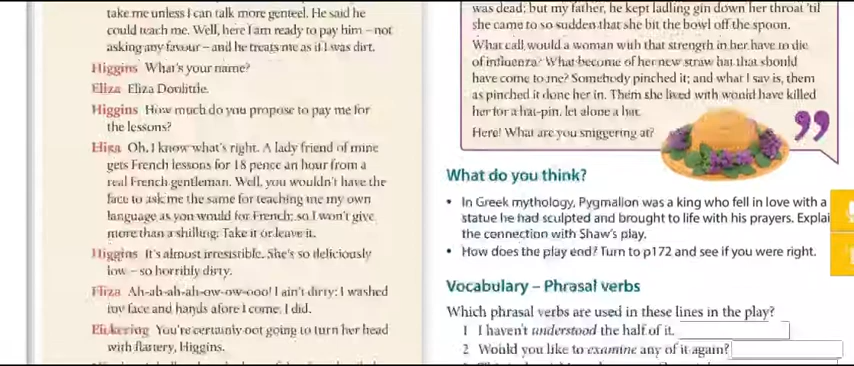 take me unless I can talk more genteel. He said he
could teach me. Well, here I am ready to pay him – not
asking any favour – and he treats me as if I was dirt.
Higgins What's your name?
Eliza Eliza Doolittle.
Higgins How much do you propose to pay me for
the lessons?
Eliza Oh, I know what's right. A lady friend of mine
gets French lessons for 18 pence an hour from a
real French gentleman. Well, you wouldn't have the
face to ask me the same for teaching me my own
language as you would for French; so I won't give
more than a shilling. Take it or leave it.
Higgins It's almost irresistible. She's so deliciously
low – so horribly dirty.
Eliza Ah-ah-ah-ah-ow-ow-ooo! I ain't dirty: I washed
my face and hands afore I come, I did.
Pickering You're certainly not going to turn her head
with flattery, Higgins.
was dead; but my father, he kept ladling gin down her throat 'til
she came to so sudden that she bit the bowl off the spoon.
What call would a woman with that strength in her have to die
of influenza? What become of her new straw hat that should
have come to me? Somebody pinched it; and what I say is, them
as pinched it done her in. Them she lived with would have killed
her for a hat-pin, let alone a hat.
Here! What are you sniggering at?
What do you think?
• In Greek mythology, Pygmalion was a king who fell in love with a
statue he had sculpted and brought to life with his prayers. Explai
the connection with Shaw's play.
• How does the play end? Turn to p172 and see if you were right.
Vocabulary – Phrasal verbs
Which phrasal verbs are used in these lines in the play?
1 I haven't understood the half of it.
2 Would you like to examine any of it again?